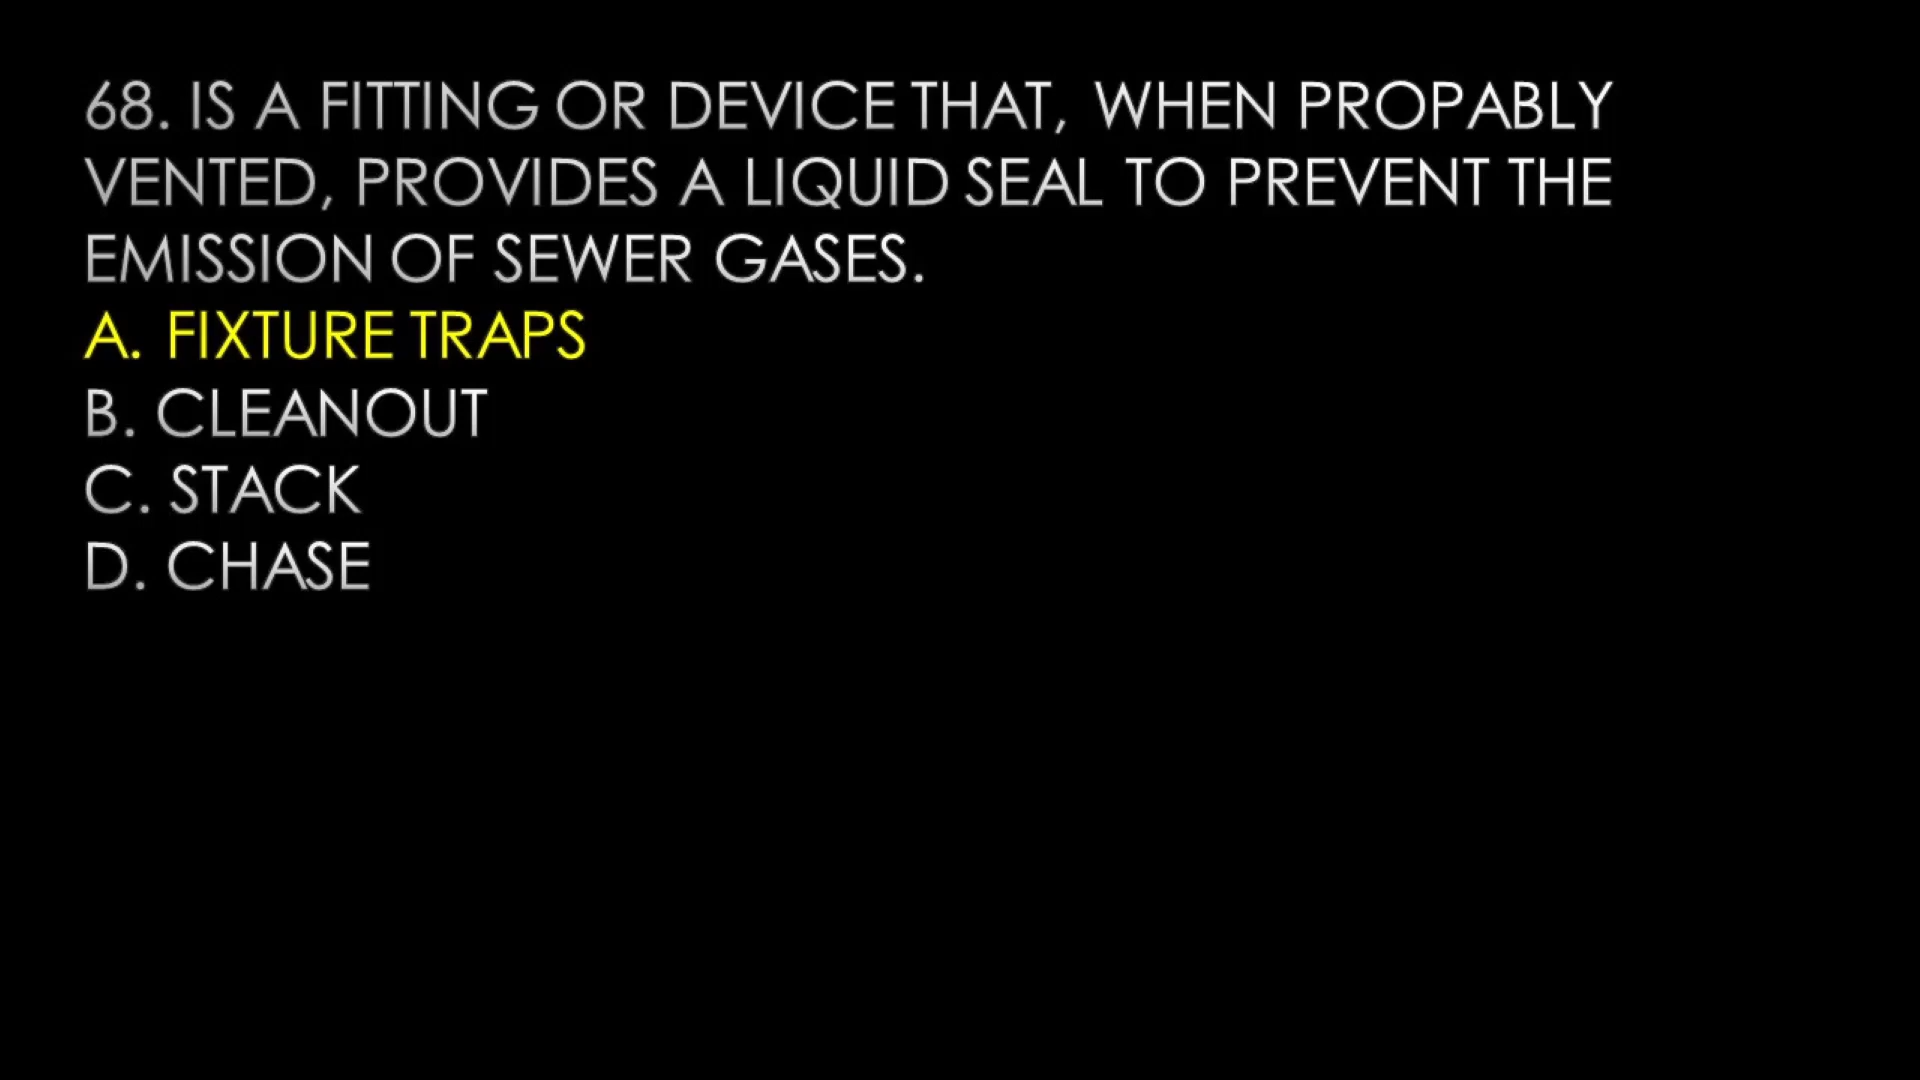 68. IS A FITTING OR DEVICE THAT, WHEN PROPABLY
VENTED, PROVIDES A LIQUID SEAL TO PREVENT THE
EMISSION OF SEWER GASES.
A. FIXTURE TRAPS
B. CLEANOUT
C. STACK
D. CHASE